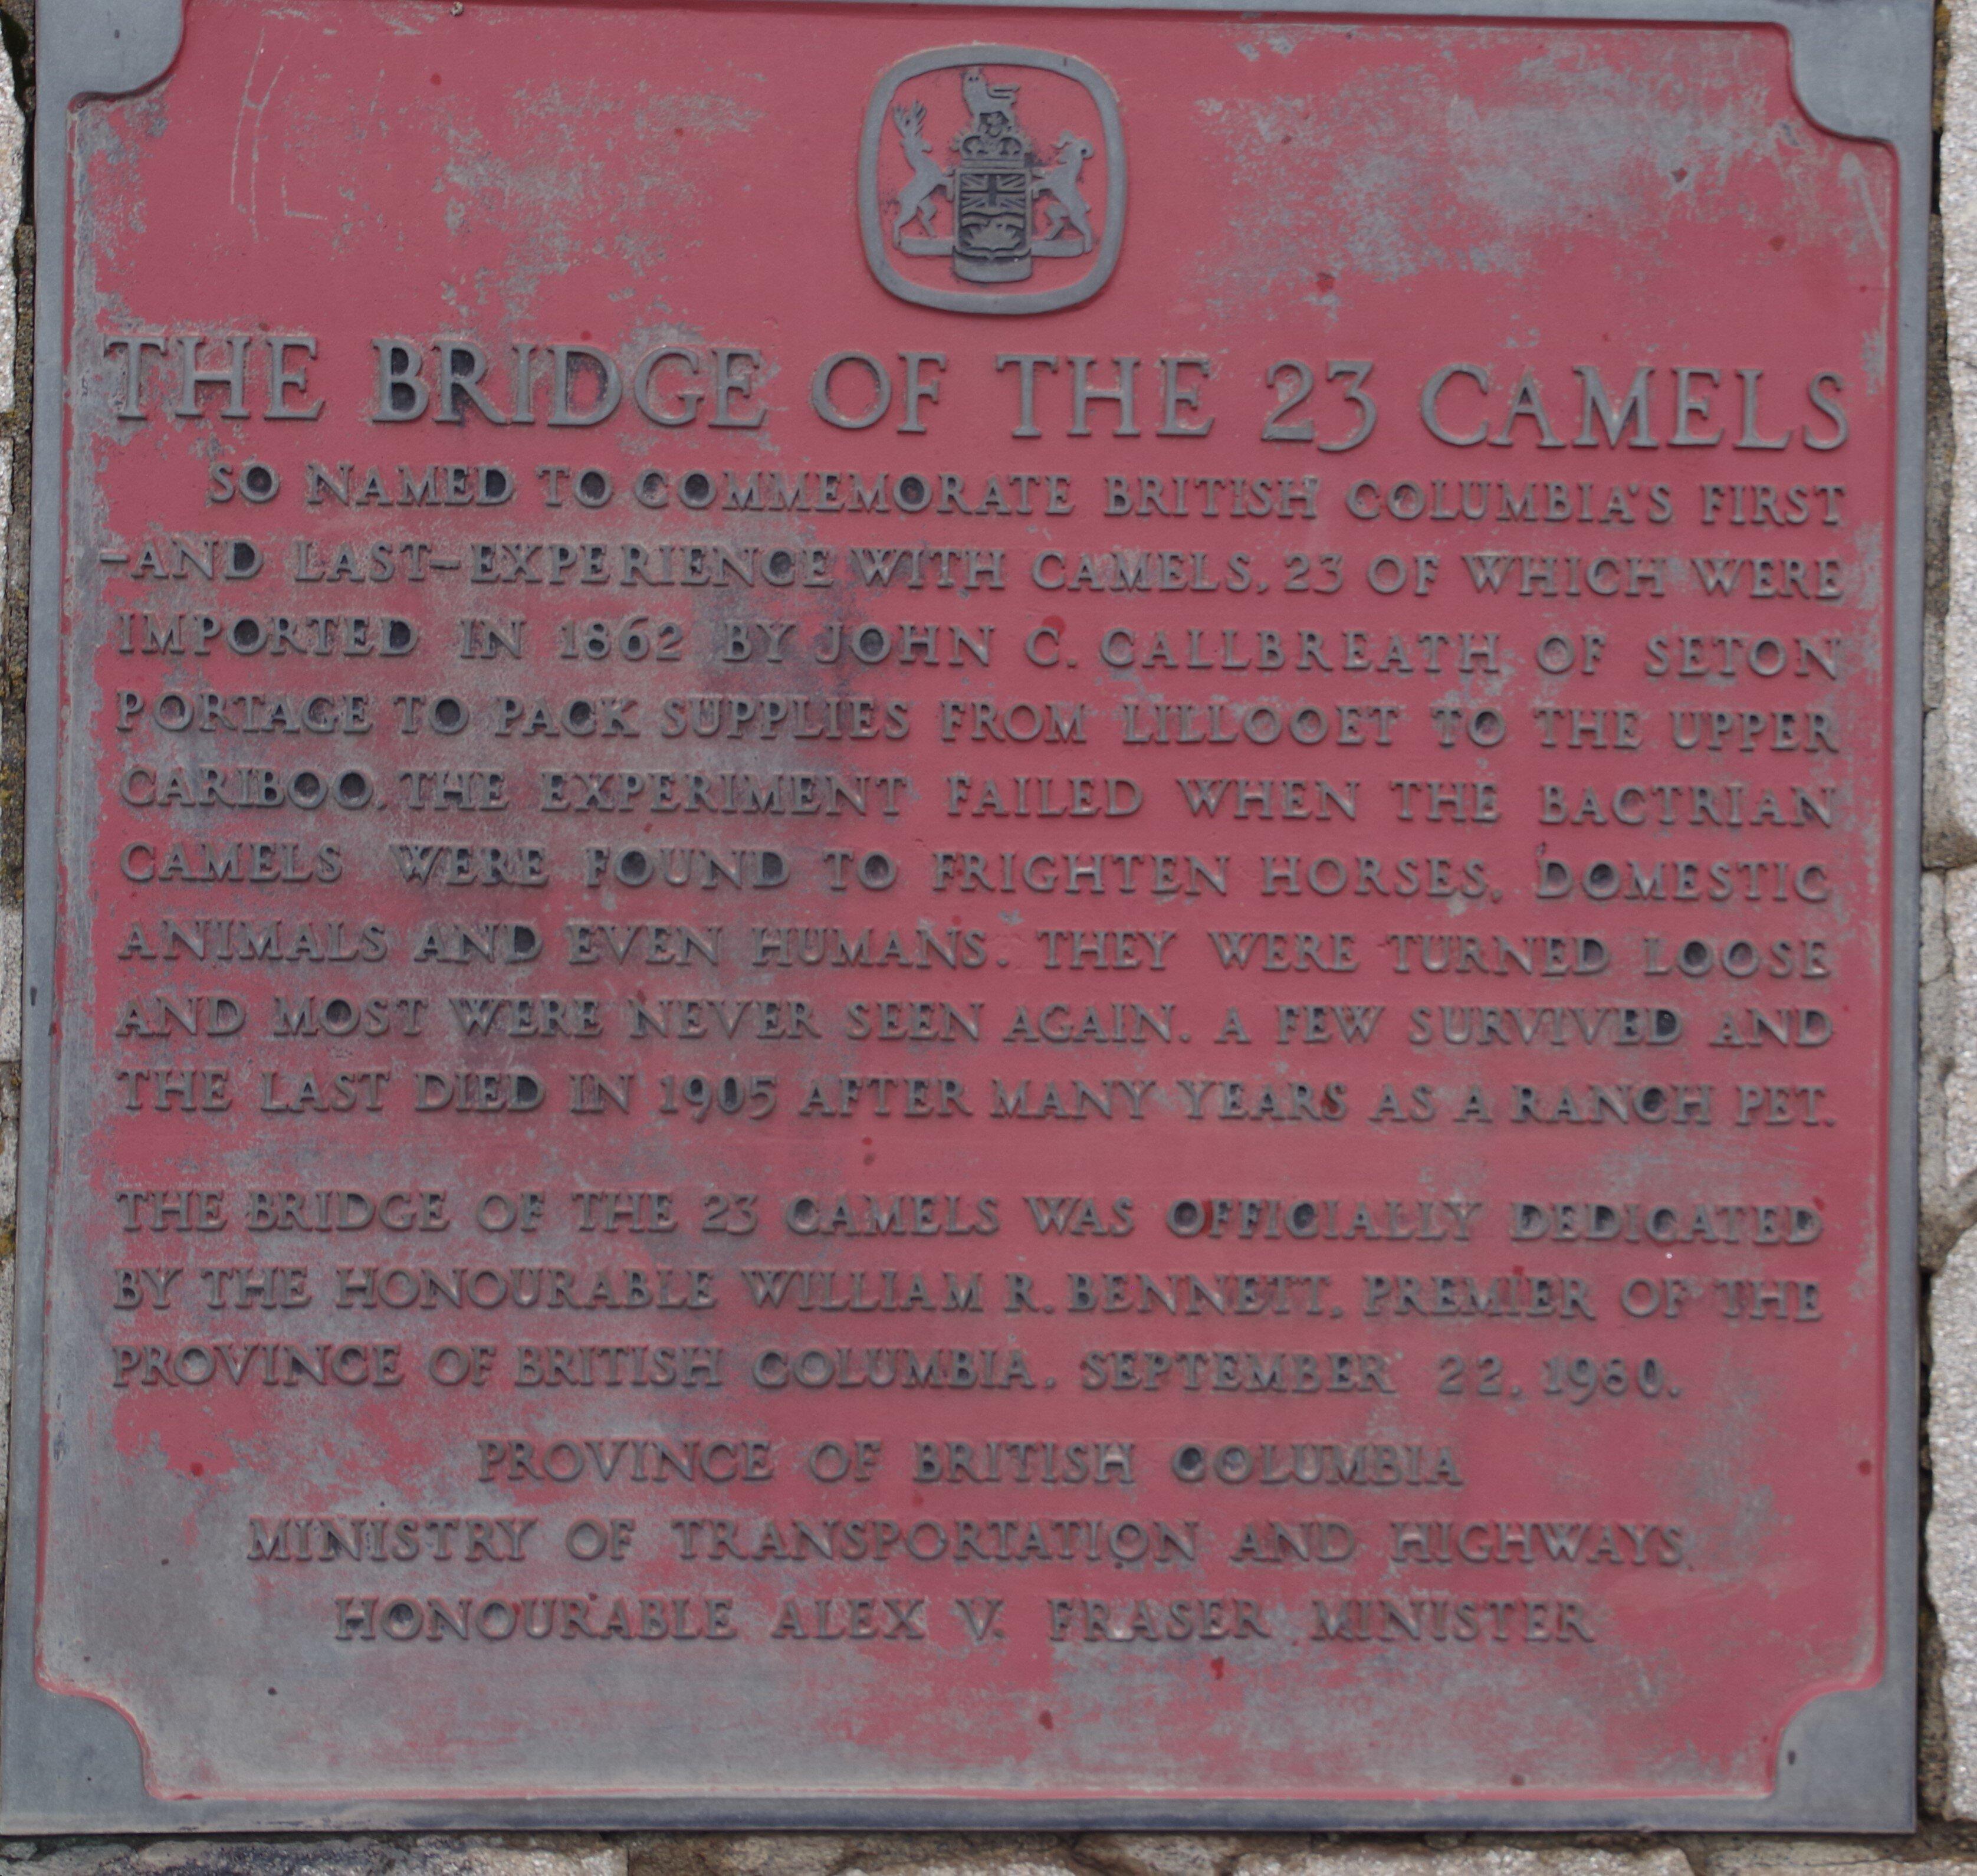 THE BRIDGE OF THE 23 CAMELS
SO NAMED TO COMMEMORATE BRITISH COLUMBIA'S FIRST
-AND LAST-EXPERIENCE WITH CAMELS, 23 OF WHICH WERE
IMPORTED IN 1862 BY JOHN C. CALLBREATH OF SETON
PORTAGE TO PACK SUPPLIES FROM LILLOOET TO THE UPPER
CARIBOO. THE EXPERIMENT FAILED WHEN THE BACTRIAN
CAMELS WERE FOUND TO FRIGHTEN HORSES, DOMESTIC
ANIMALS AND EVEN HUMANS. THEY WERE TURNED LOOSE
AND MOST WERE NEVER SEEN AGAIN. A FEW SURVIVED AND
THE LAST DIED IN 1905 AFTER MANY YEARS AS A RANCH PET.
THE BRIDGE OF THE 23 CAMELS WAS OFFICIALLY DEDICATED
BY THE HONOURABLE WILLIAM R. BENNETT, PREMIER OF THE
PROVINCE OF BRITISH COLUMBIA, SEPTEMBER 22, 1980.
PROVINCE OF BRITISH COLUMBIA
MINISTRY OF TRANSPORTATION AND HIGHWAYS
HONOURABLE ALEX V. FRASER MINISTER